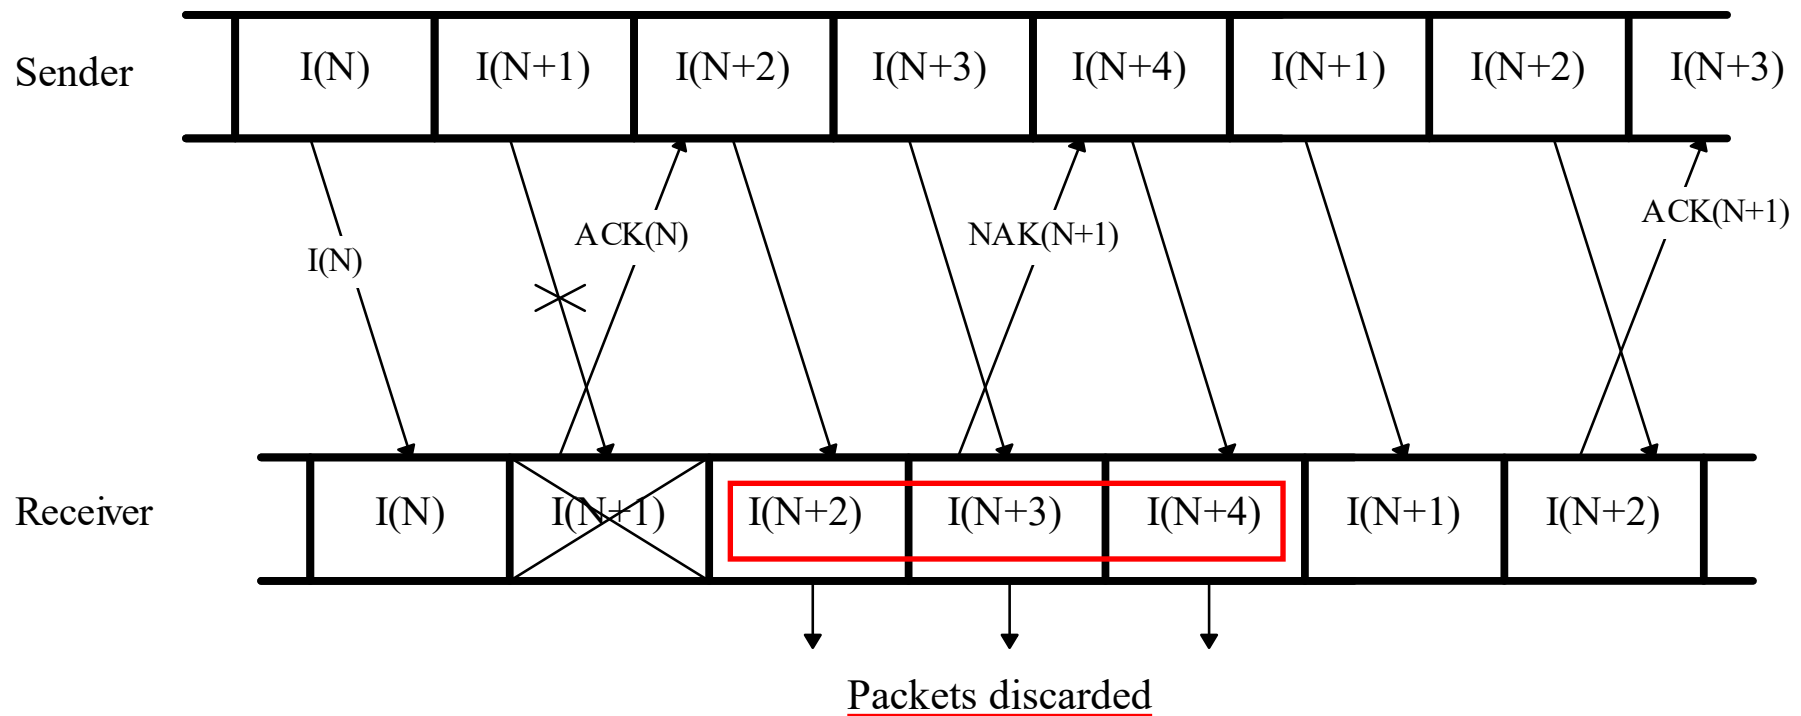 Sender I(N) I(N+1) I(N+2) I(N+3) I(N+4) I(N+1) I(N+2) I(N+3)
I(N) ACK(N) NAK(N+1) ACK(N+1)
Receiver I(N) I(N+1) I(N+2) I(N+3) I(N+4) I(N+1) I(N+2)
Packets discarded